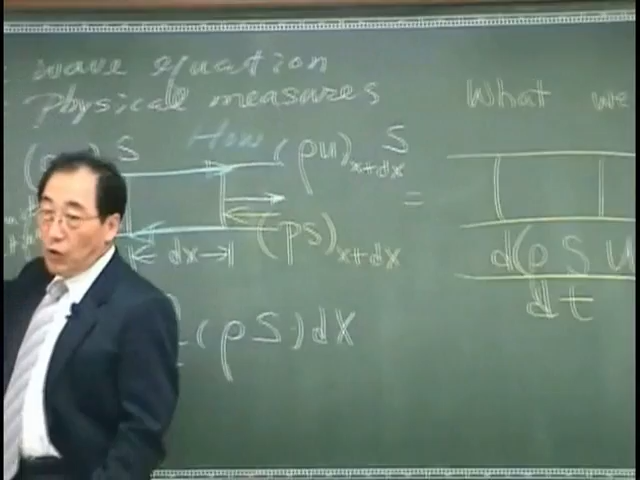 wave equation
Physical measures
What we
S How (ρu)x+dx S
=
dx (ps)x+dx
(ρS)dx
d(ρSu
dt